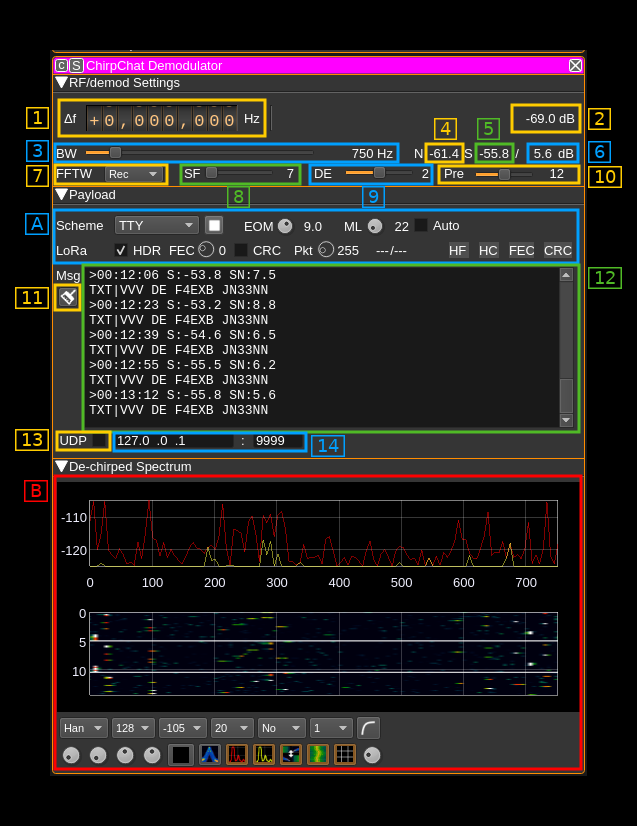 C S ChirpChat Demodulator
RF/demod Settings
1 Δf +0,000,000 Hz -69.0 dB 2
4 5
3 BW 750 Hz N -61.4 S -55.8 / 5.6 dB 6
7 FFTW Rec SF 7 DE 2 Pre 12 10
8 9
Payload
A Scheme TTY EOM 9.0 ML 22 Auto
LoRa HDR FEC 0 CRC Pkt 255 ---/--- HF HC FEC CRC
Msg >00:12:06 S:-53.8 SN:7.5 12
TXT|VVV DE F4EXB JN33NN
11 >00:12:23 S:-53.2 SN:8.8
TXT|VVV DE F4EXB JN33NN
>00:12:39 S:-54.6 SN:6.5
TXT|VVV DE F4EXB JN33NN
>00:12:55 S:-55.5 SN:6.2
TXT|VVV DE F4EXB JN33NN
>00:13:12 S:-55.8 SN:5.6
TXT|VVV DE F4EXB JN33NN
13 UDP 127.0 .0 .1 : 9999 14
De-chirped Spectrum
B
-110
-120
0 100 200 300 400 500 600 700
0
5
10
Han 128 -105 20 No 1